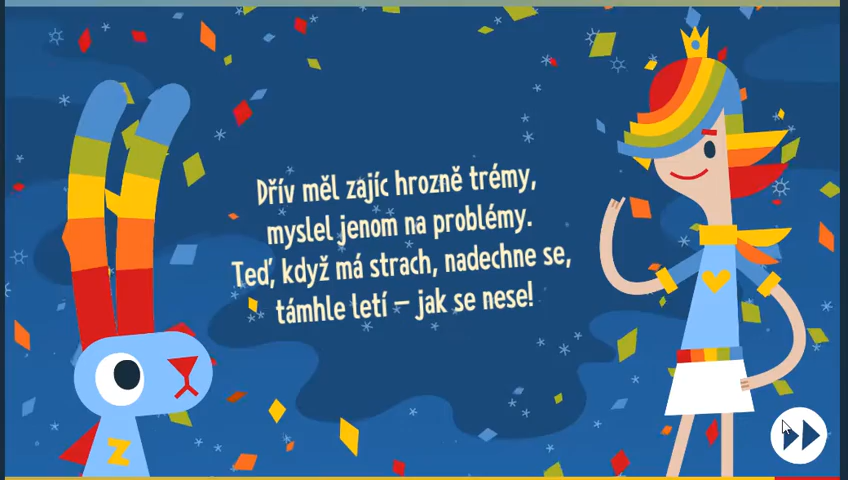 Dřív měl zajíc hrozně trémy,
myslel jenom na problémy.
Teď, když má strach, nadechne se,
támhle letí – jak se nese!
Z